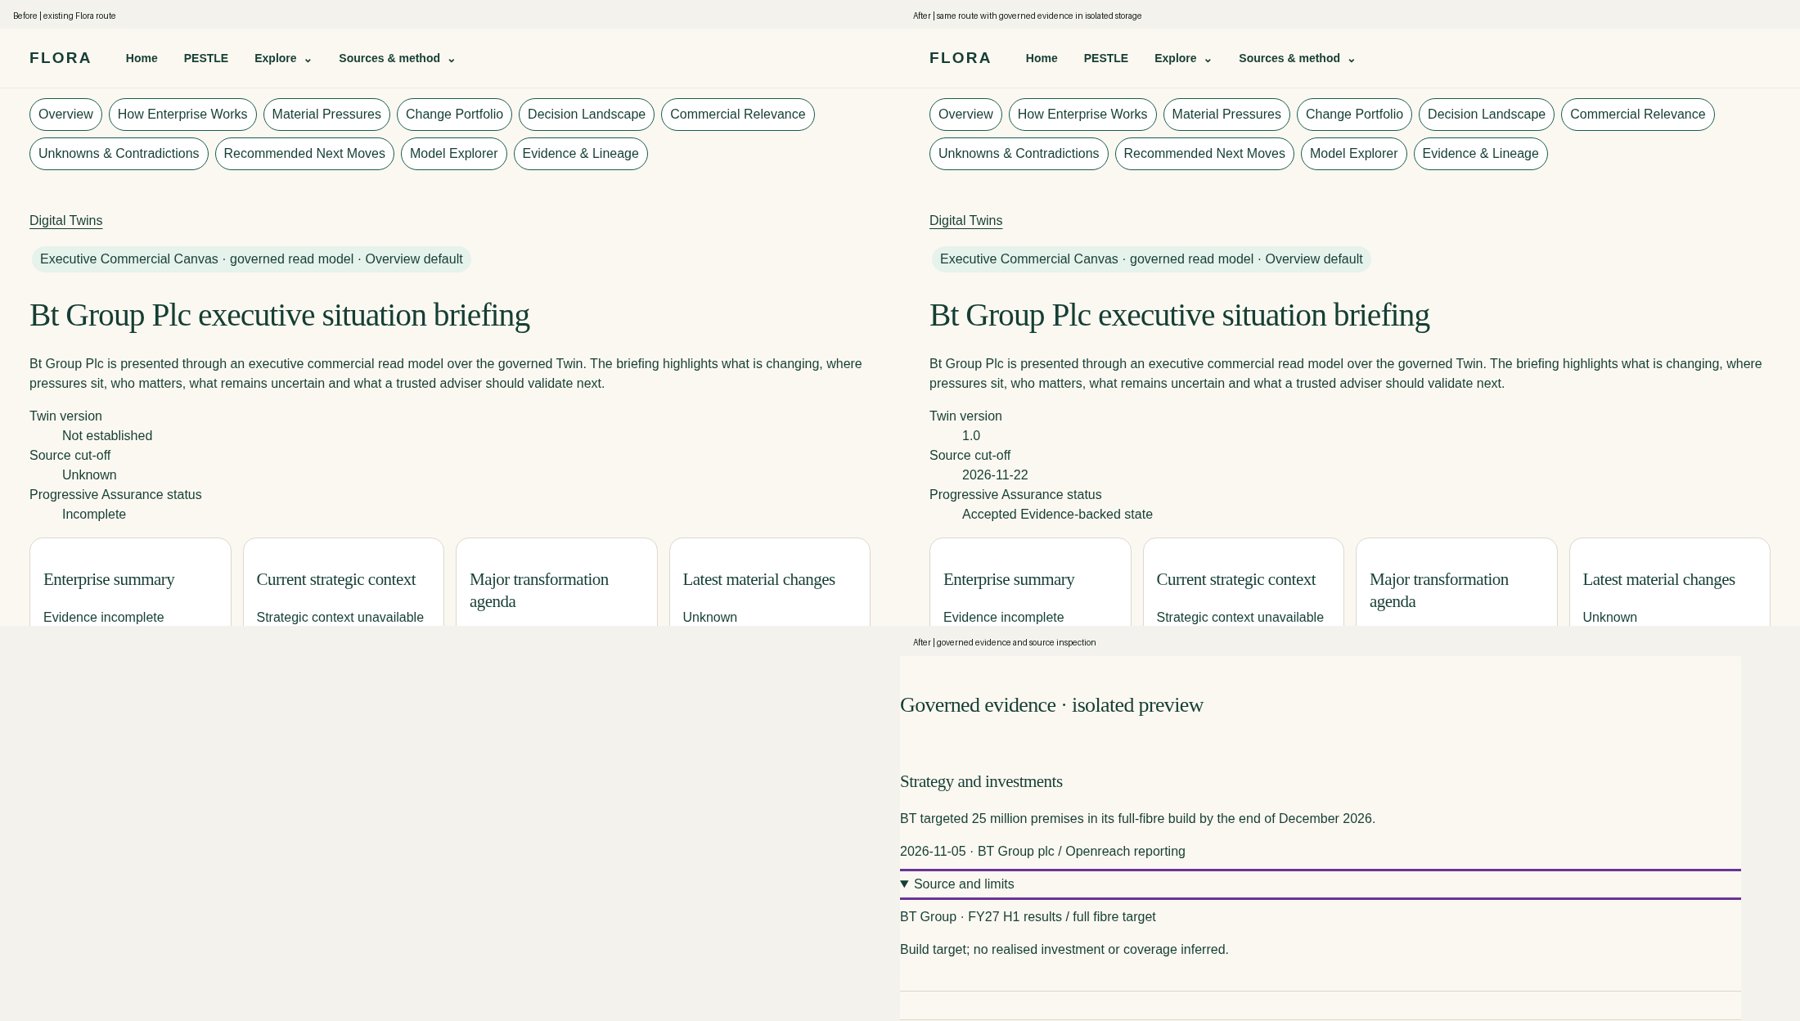 Before | existing Flora route
FLORA Home PESTLE Explore Sources & method
Overview How Enterprise Works Material Pressures Change Portfolio Decision Landscape Commercial Relevance
Unknowns & Contradictions Recommended Next Moves Model Explorer Evidence & Lineage
Digital Twins
Executive Commercial Canvas · governed read model · Overview default
Bt Group Plc executive situation briefing
Bt Group Plc is presented through an executive commercial read model over the governed Twin. The briefing highlights what is changing, where
pressures sit, who matters, what remains uncertain and what a trusted adviser should validate next.
Twin version
Not established
Source cut-off
Unknown
Progressive Assurance status
Incomplete
Enterprise summary
Evidence incomplete
Current strategic context
Strategic context unavailable
Major transformation
agenda
Latest material changes
Unknown
After | same route with governed evidence in isolated storage
FLORA Home PESTLE Explore Sources & method
Overview How Enterprise Works Material Pressures Change Portfolio Decision Landscape Commercial Relevance
Unknowns & Contradictions Recommended Next Moves Model Explorer Evidence & Lineage
Digital Twins
Executive Commercial Canvas · governed read model · Overview default
Bt Group Plc executive situation briefing
Bt Group Plc is presented through an executive commercial read model over the governed Twin. The briefing highlights what is changing, where
pressures sit, who matters, what remains uncertain and what a trusted adviser should validate next.
Twin version
1.0
Source cut-off
2026-11-22
Progressive Assurance status
Accepted Evidence-backed state
Enterprise summary
Evidence incomplete
Current strategic context
Strategic context unavailable
Major transformation
agenda
Latest material changes
Unknown
After | governed evidence and source inspection
Governed evidence · isolated preview
Strategy and investments
BT targeted 25 million premises in its full-fibre build by the end of December 2026.
2026-11-05 · BT Group plc / Openreach reporting
Source and limits
BT Group · FY27 H1 results / full fibre target
Build target; no realised investment or coverage inferred.